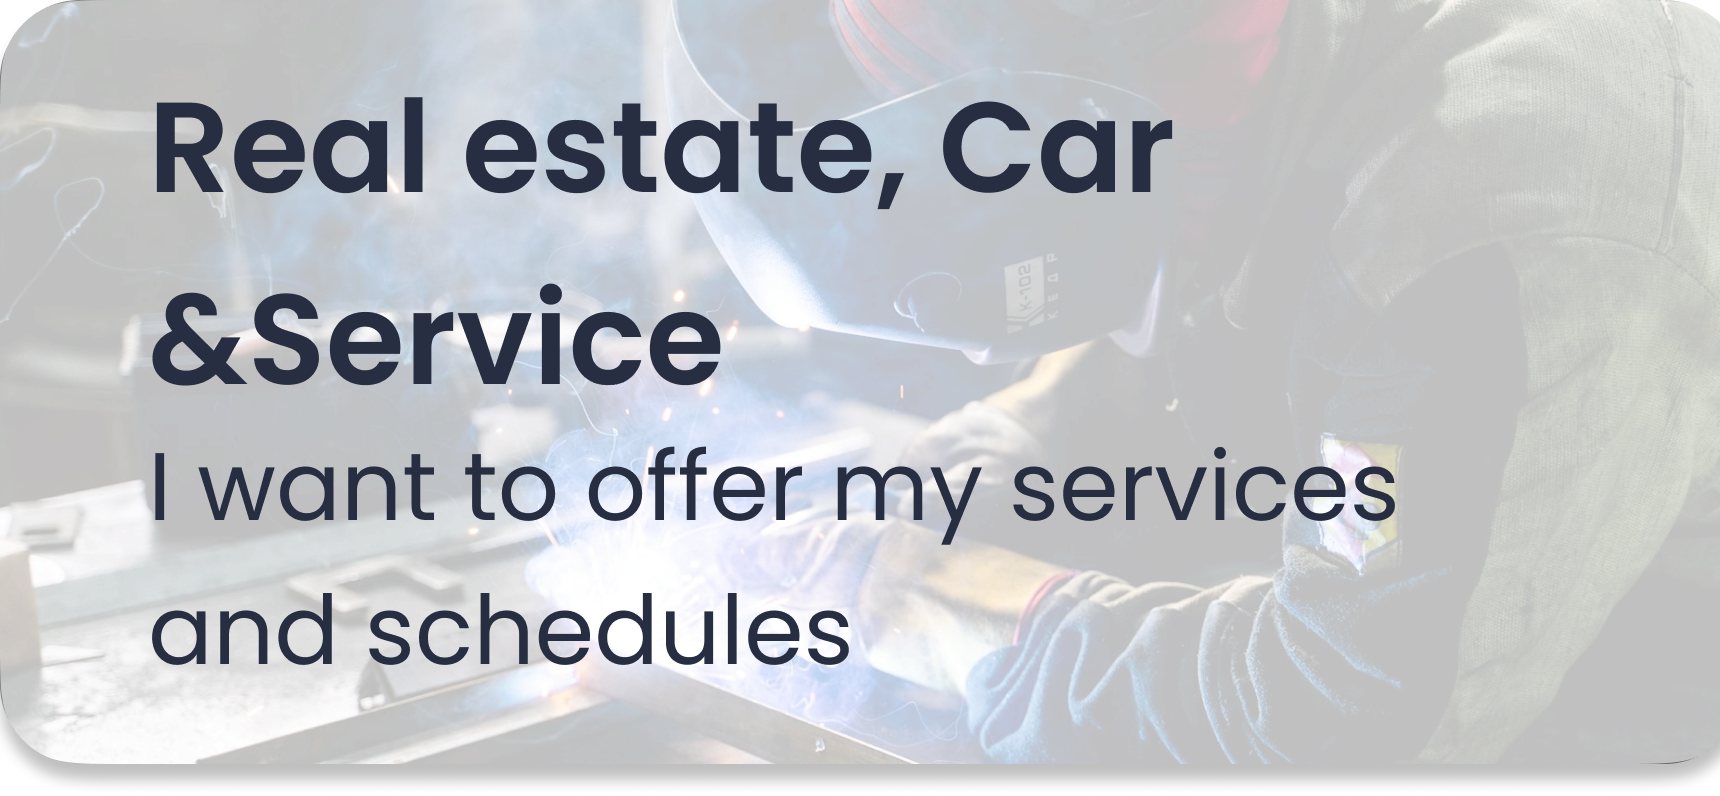 Real estate, Car
&Service
I want to offer my services
and schedules